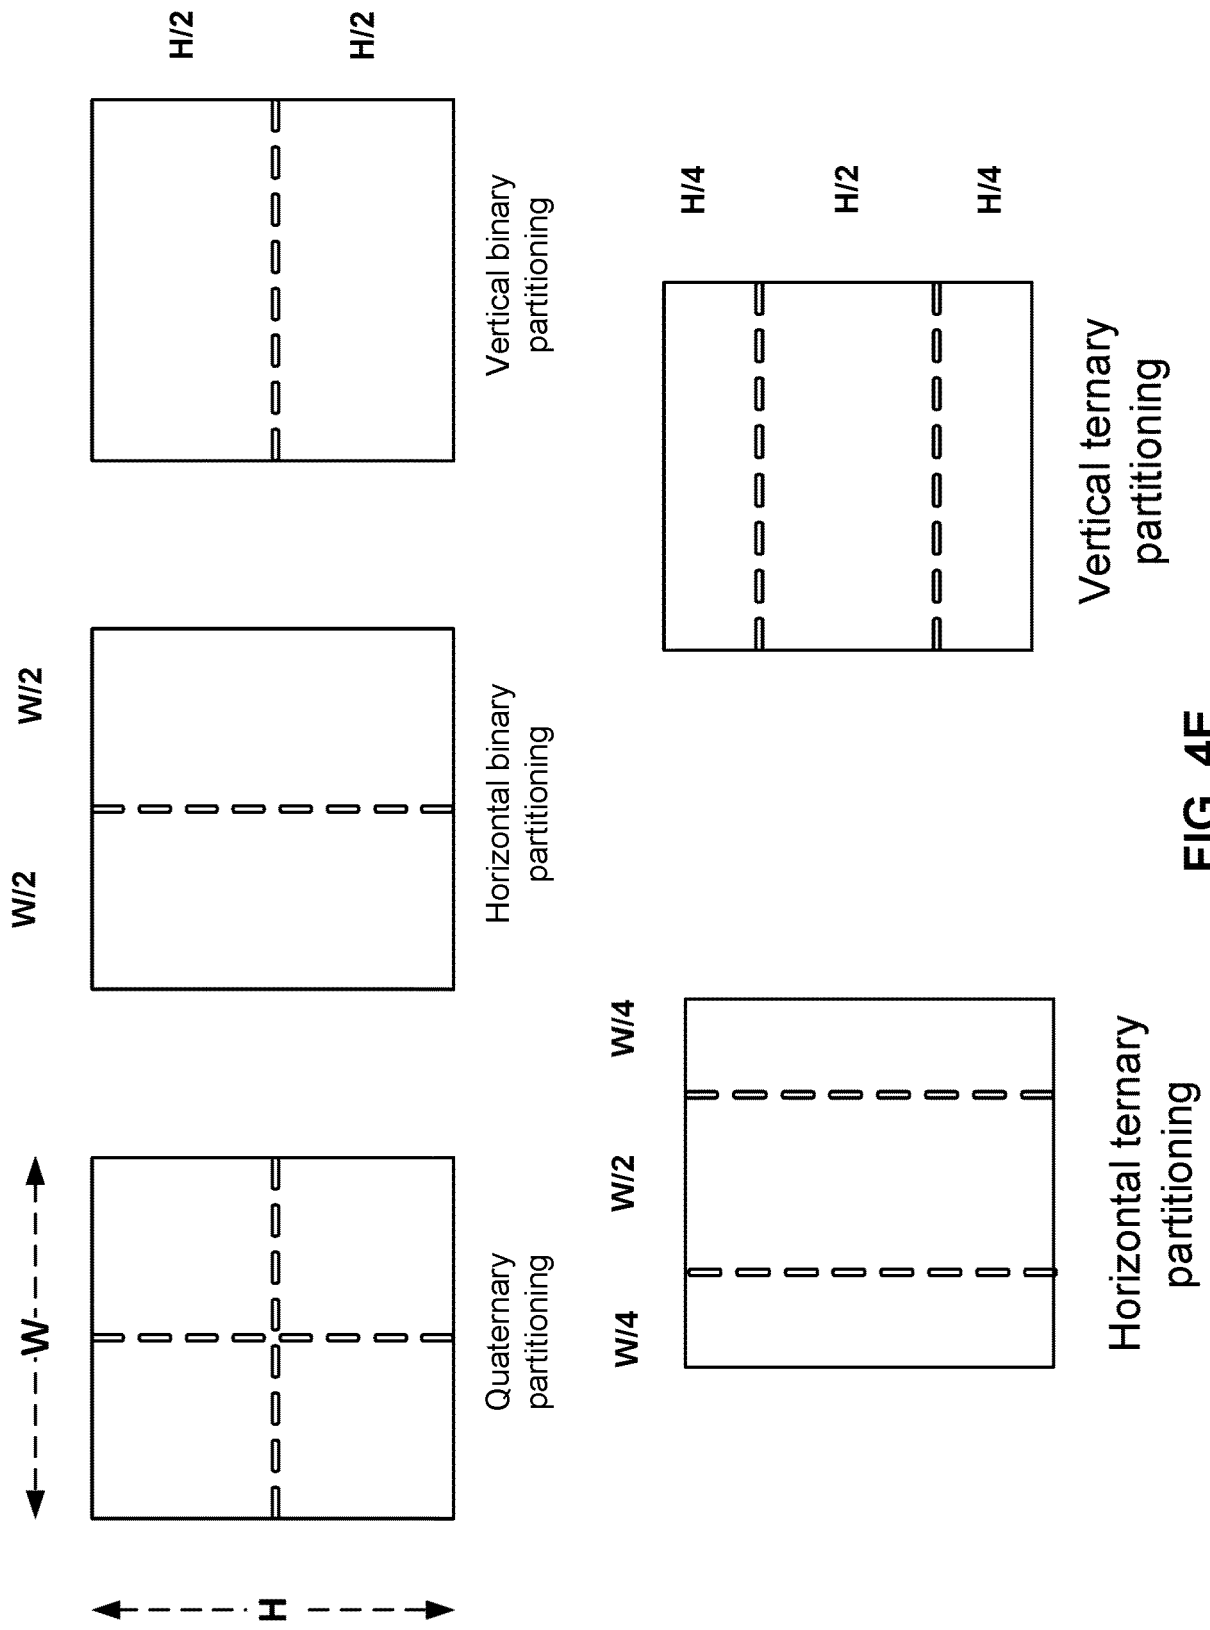 W
W/2
W/2
H/2
H
H/2
Quaternary
partitioning
Horizontal binary
partitioning
Vertical binary
partitioning
W/4
W/2
W/4
H/4
H/2
H/4
Horizontal ternary
partitioning
Vertical ternary
partitioning
FIG